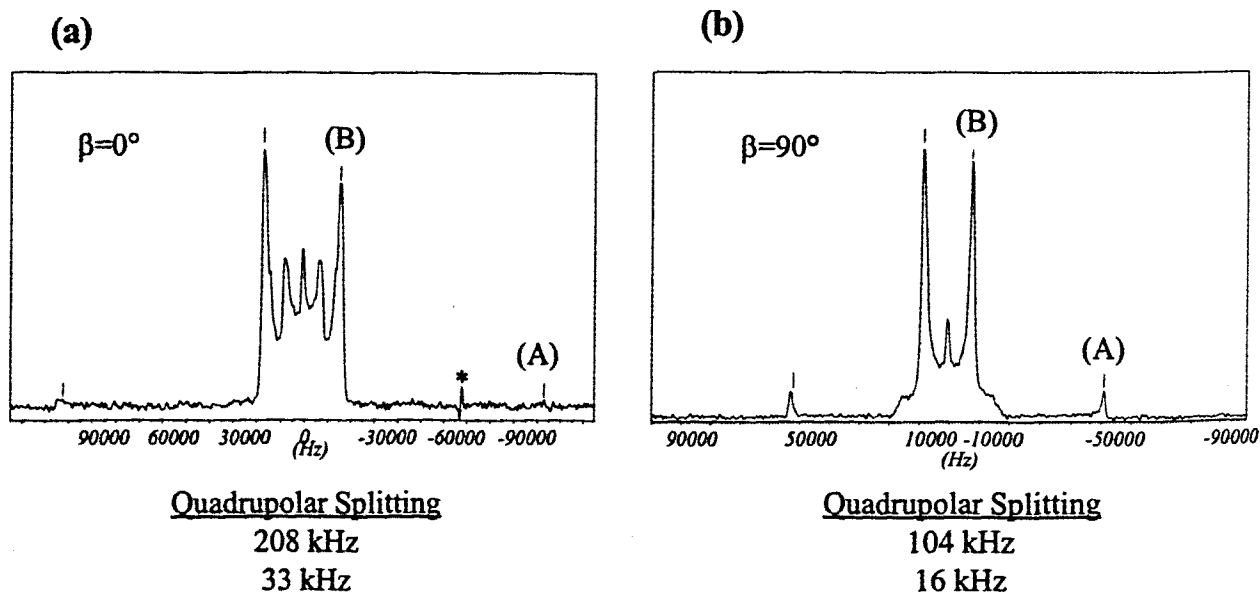 (a)
β=0°
(B)
(A)
*
90000 60000 30000 0 -30000 -60000 -90000
(Hz)
Quadrupolar Splitting
208 kHz
33 kHz
(b)
β=90°
(B)
(A)
90000 50000 10000 -10000 -50000 -90000
(Hz)
Quadrupolar Splitting
104 kHz
16 kHz